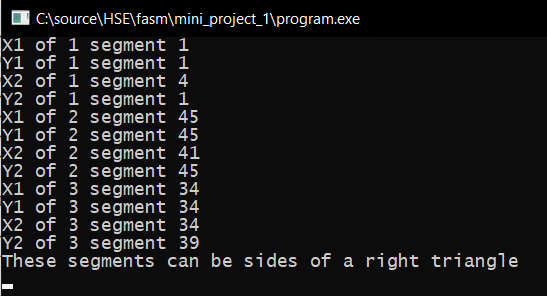 C:\source\HSE\fasm\mini_project_1\program.exe
X1 of 1 segment 1
Y1 of 1 segment 1
X2 of 1 segment 4
Y2 of 1 segment 1
X1 of 2 segment 45
Y1 of 2 segment 45
X2 of 2 segment 41
Y2 of 2 segment 45
X1 of 3 segment 34
Y1 of 3 segment 34
X2 of 3 segment 34
Y2 of 3 segment 39
These segments can be sides of a right triangle